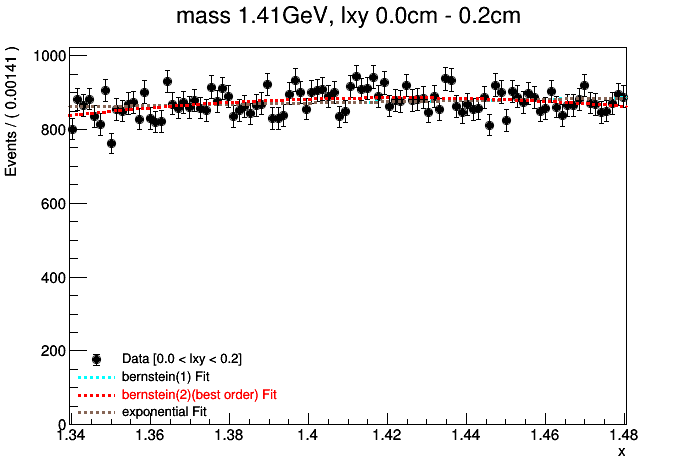 mass 1.41GeV, lxy 0.0cm - 0.2cm
Events / ( 0.00141 )
1000
800
600
400
200
0
Data [0.0 < lxy < 0.2]
bernstein(1) Fit
bernstein(2)(best order) Fit
exponential Fit
1.34 1.36 1.38 1.4 1.42 1.44 1.46 1.48
x